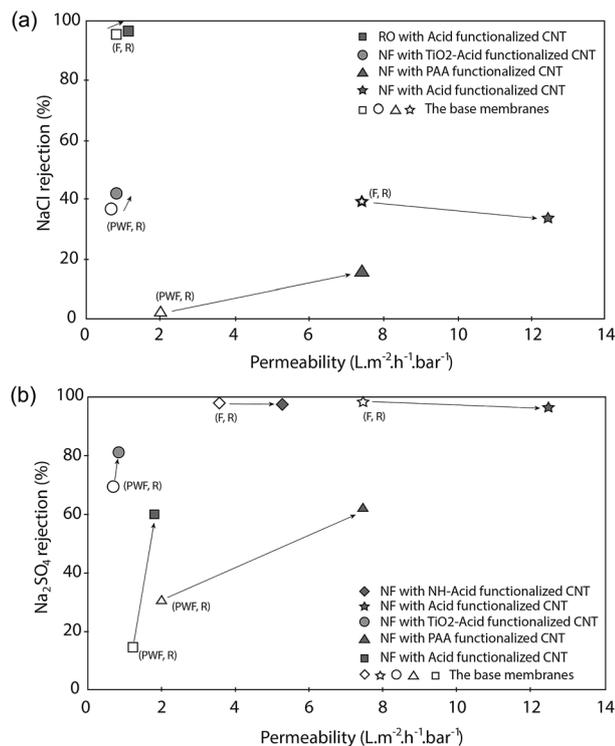 (a)
100
80
60
40
20
0
NaCl rejection (%)
(F, R)
(PWF, R)
(PWF, R)
(F, R)
RO with Acid functionalized CNT
NF with TiO2-Acid functionalized CNT
NF with PAA functionalized CNT
NF with Acid functionalized CNT
The base membranes
0 2 4 6 8 10 12 14
Permeability (L.m⁻².h⁻¹.bar⁻¹)
(b)
100
80
60
40
20
0
Na₂SO₄ rejection (%)
(F, R)
(F, R)
(PWF, R)
(PWF, R)
(PWF, R)
NF with NH-Acid functionalized CNT
NF with Acid functionalized CNT
NF with TiO2-Acid functionalized CNT
NF with PAA functionalized CNT
NF with Acid functionalized CNT
The base membranes
0 2 4 6 8 10 12 14
Permeability (L.m⁻².h⁻¹.bar⁻¹)